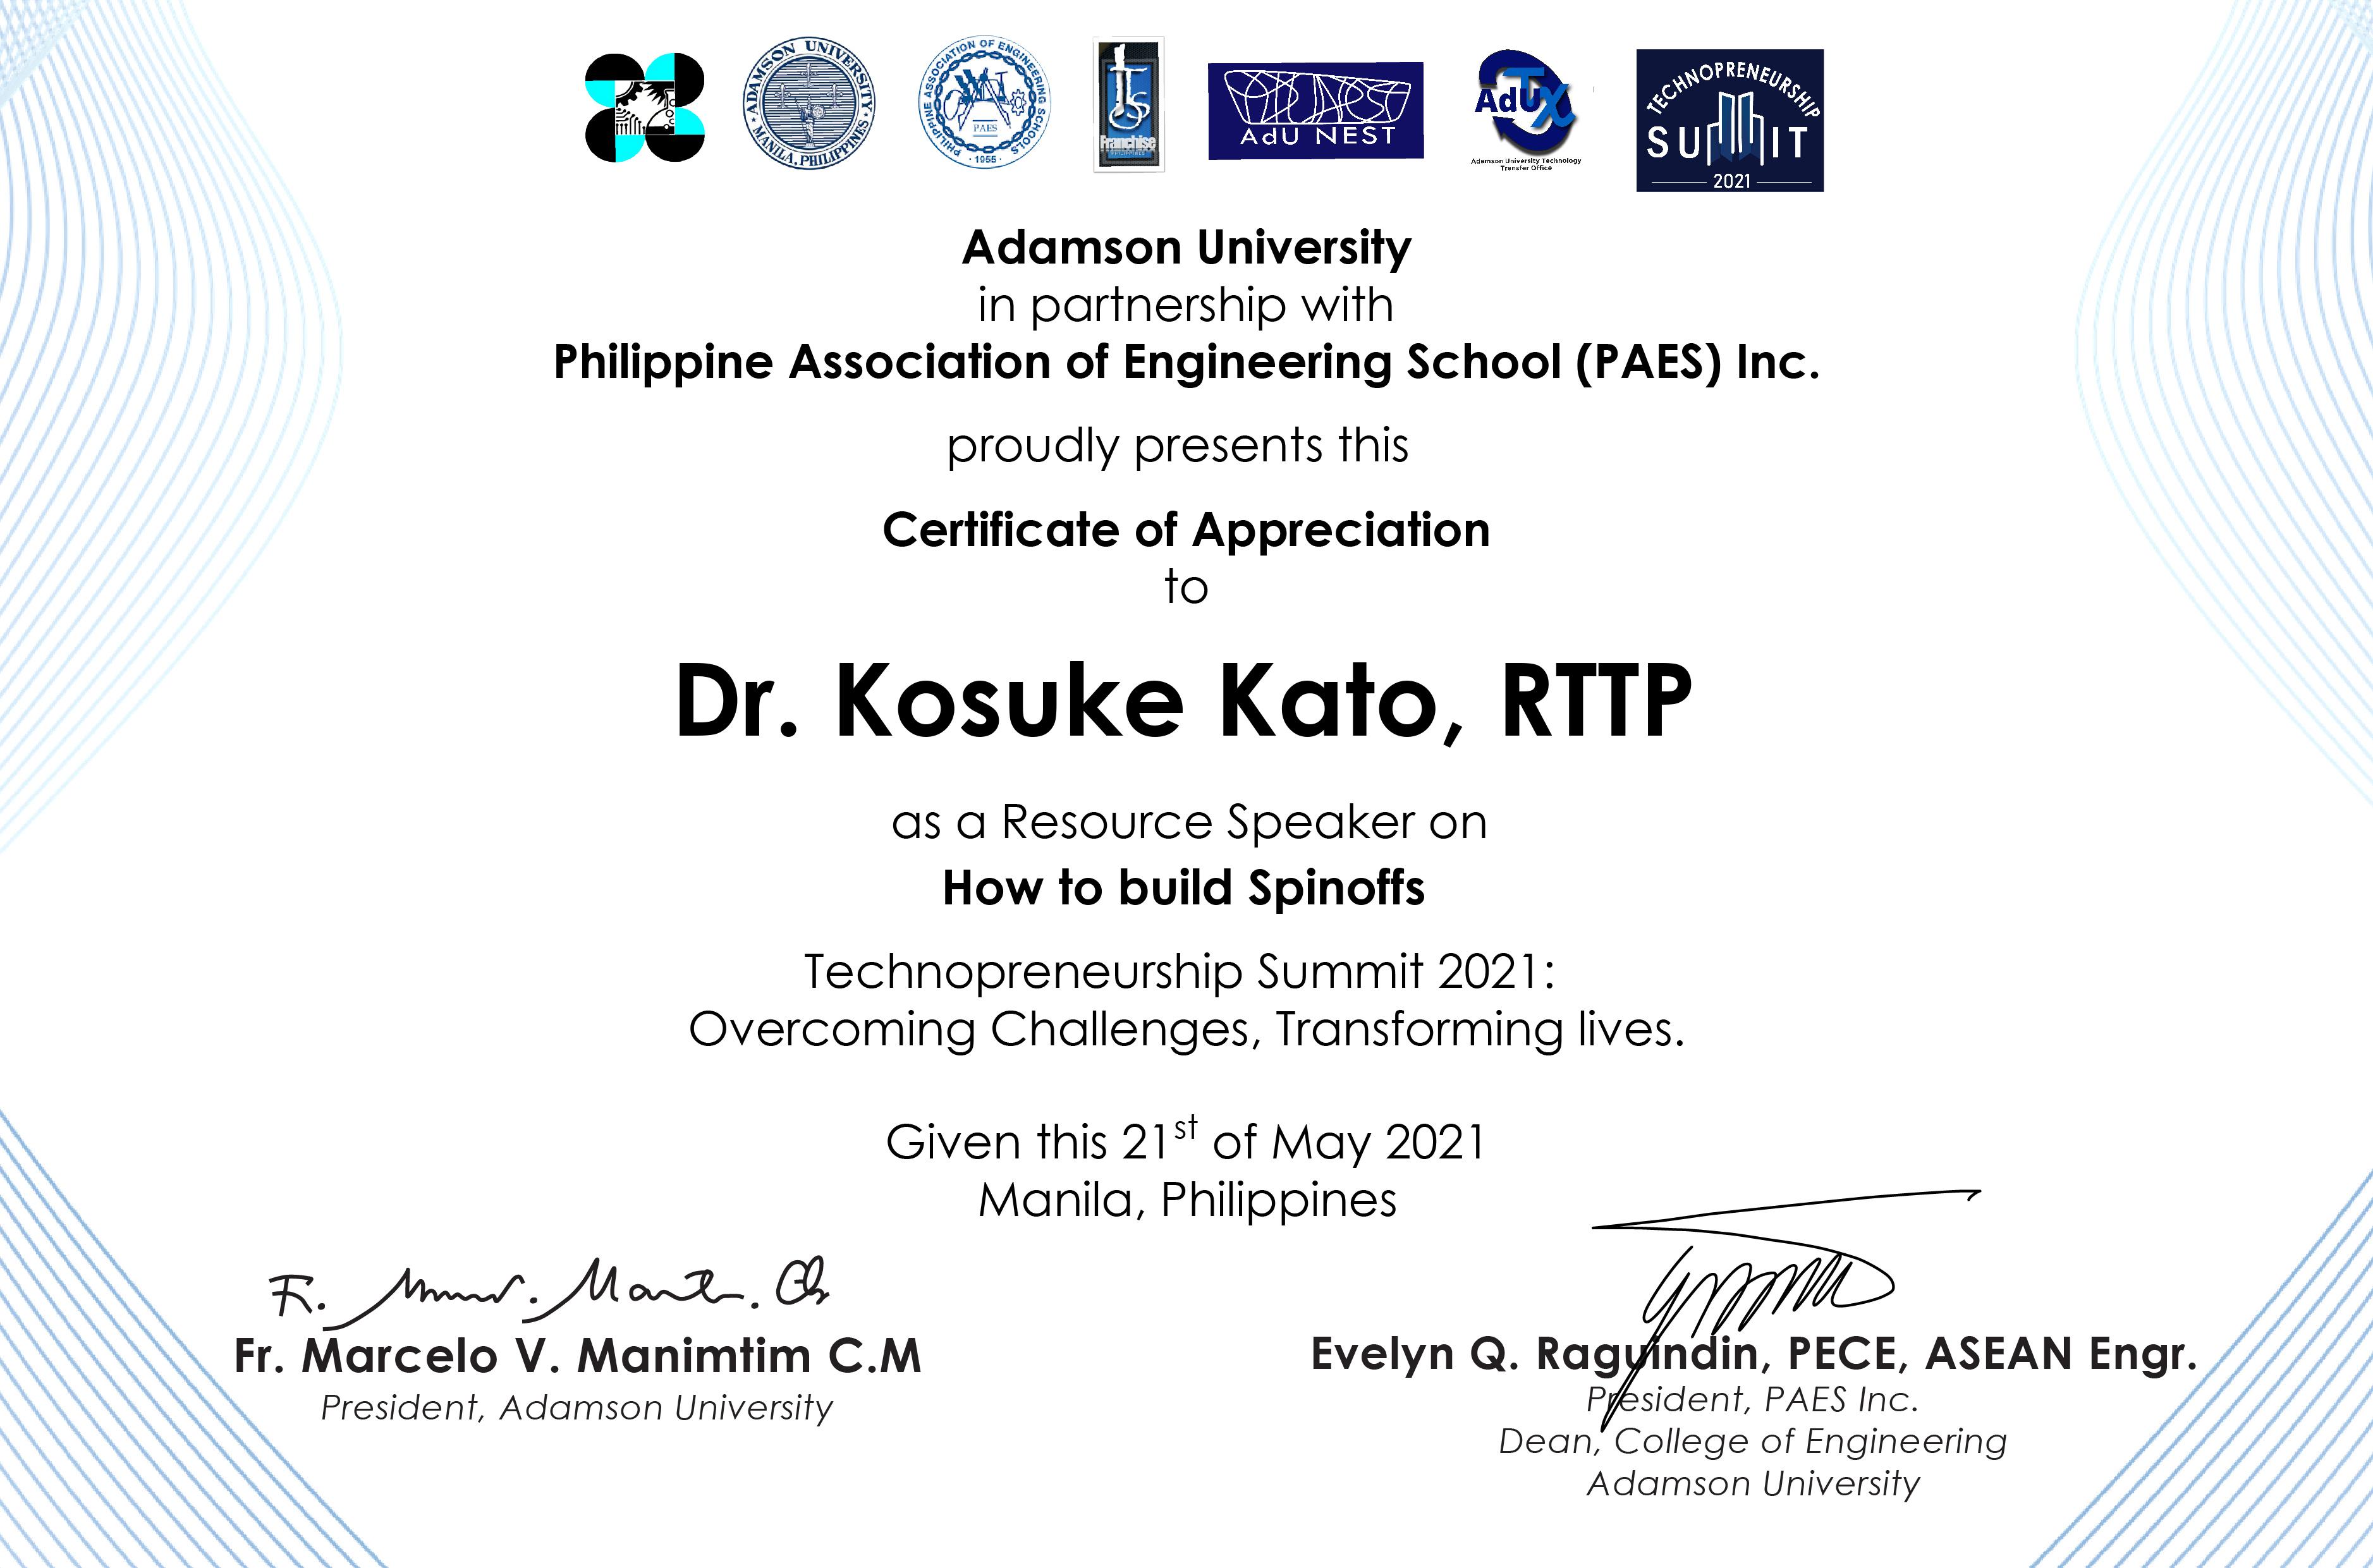 ADAMSON UNIVERSITY
MANILA, PHILIPPINES
PHILIPPINE ASSOCIATION OF ENGINEERING SCHOOLS
PAES
1955
Franchise
AdU NEST
AdUTX
Adamson University Technology
Transfer Office
TECHNOPRENEURSHIP
SUMMIT
2021
Adamson University
in partnership with
Philippine Association of Engineering School (PAES) Inc.
proudly presents this
Certificate of Appreciation
to
Dr. Kosuke Kato, RTTP
as a Resource Speaker on
How to build Spinoffs
Technopreneurship Summit 2021:
Overcoming Challenges, Transforming lives.
Given this 21st of May 2021
Manila, Philippines
Fr. Marcelo V. Manimtim C.M
President, Adamson University
Evelyn Q. Raguindin, PECE, ASEAN Engr.
President, PAES Inc.
Dean, College of Engineering
Adamson University